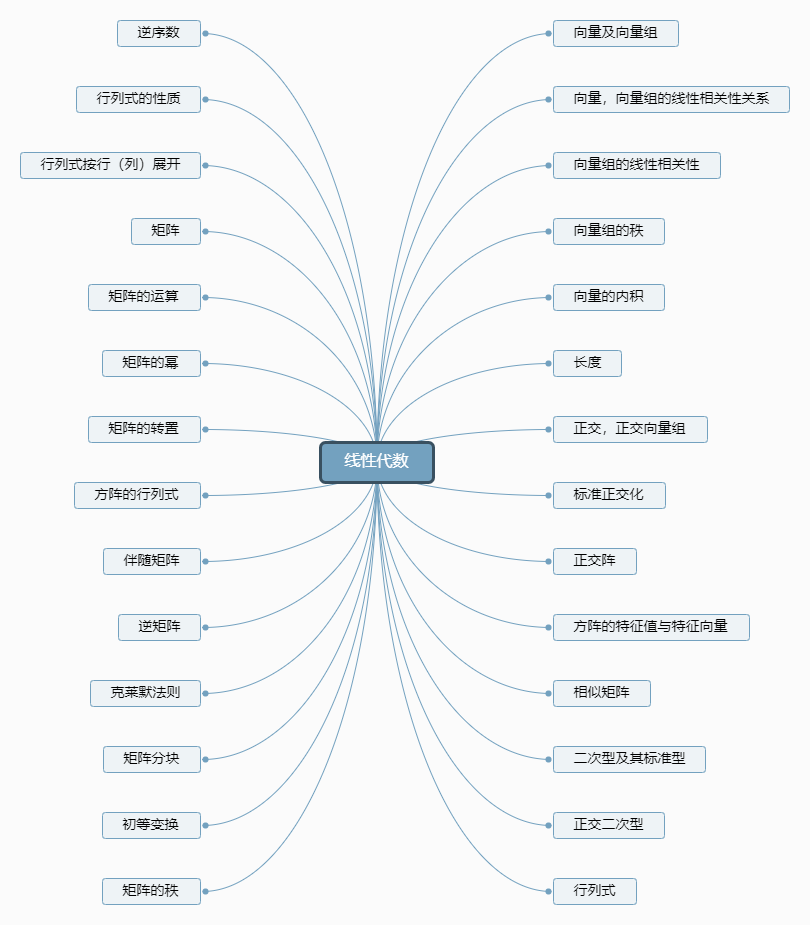 逆序数
行列式的性质
行列式按行（列）展开
矩阵
矩阵的运算
矩阵的幂
矩阵的转置
方阵的行列式
伴随矩阵
逆矩阵
克莱默法则
矩阵分块
初等变换
矩阵的秩
线性代数
向量及向量组
向量，向量组的线性相关性关系
向量组的线性相关性
向量组的秩
向量的内积
长度
正交，正交向量组
标准正交化
正交阵
方阵的特征值与特征向量
相似矩阵
二次型及其标准型
正交二次型
行列式